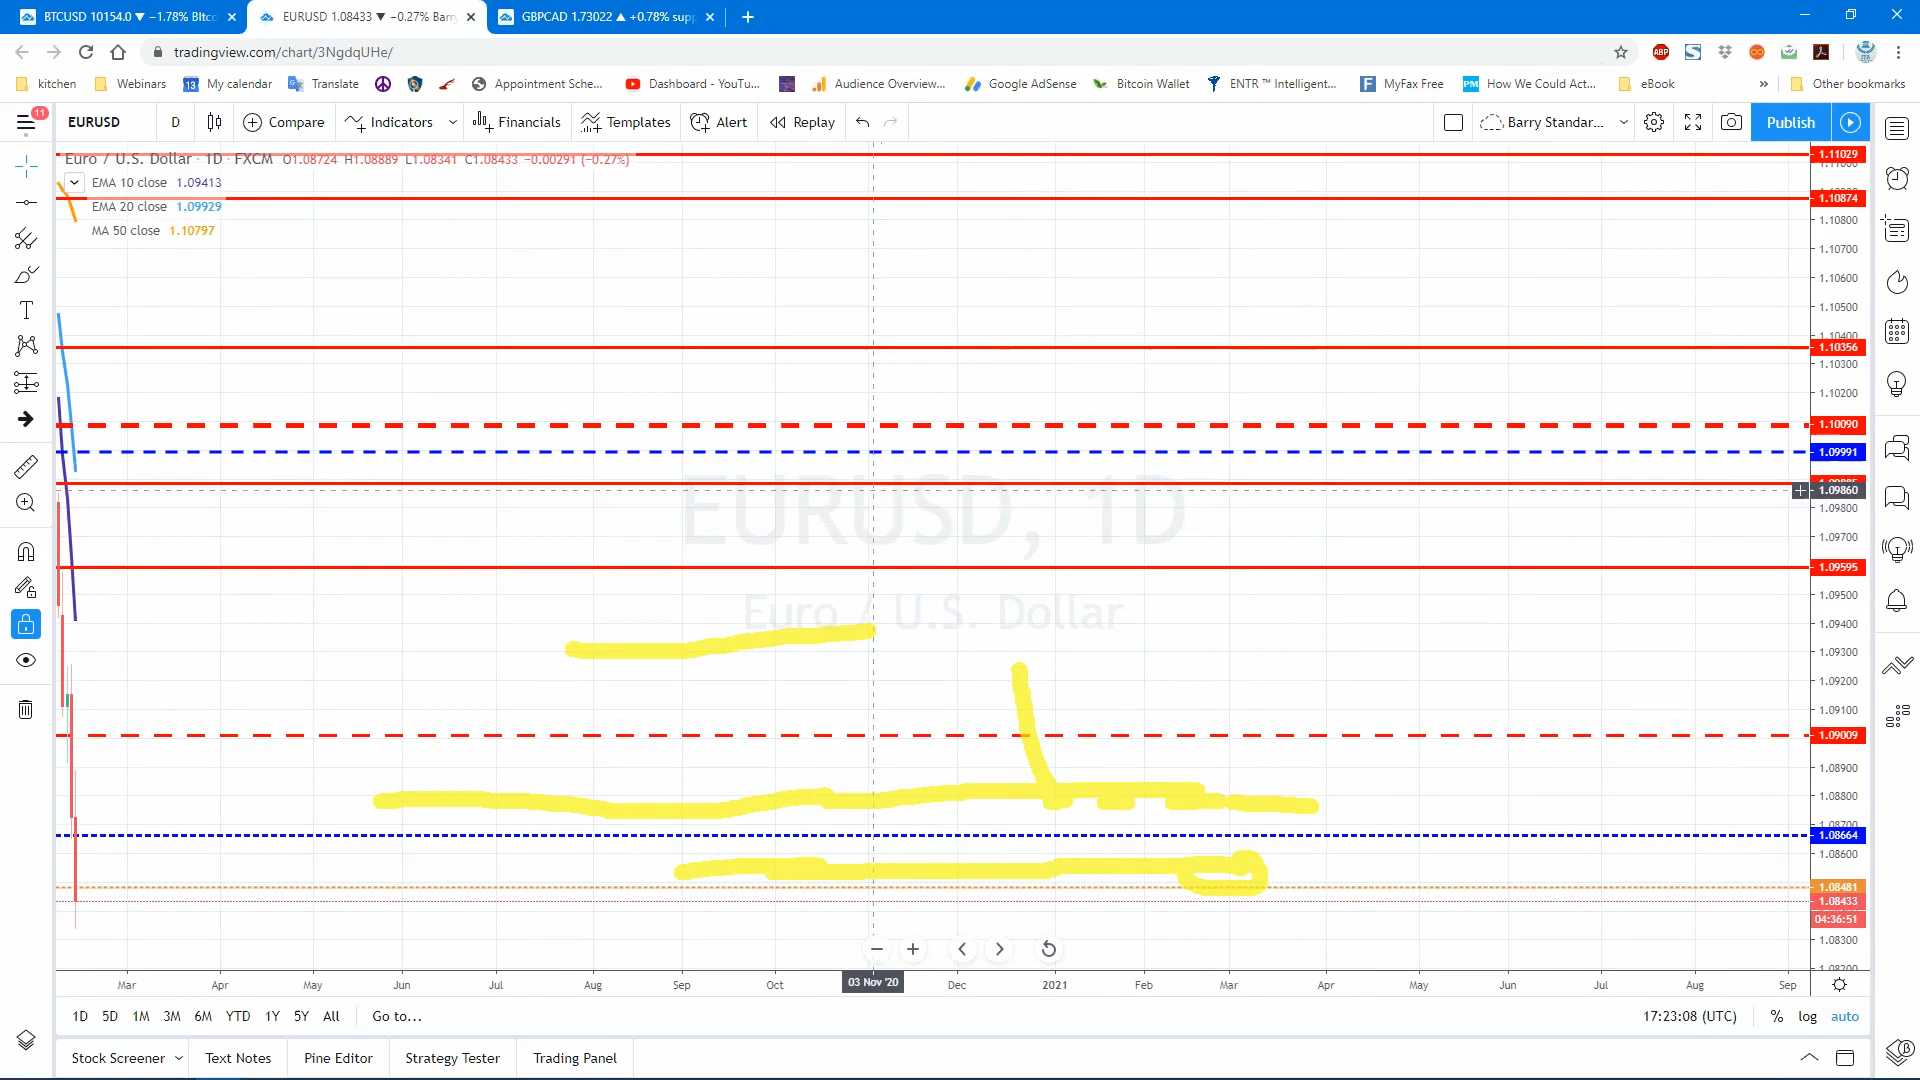 BTCUSD 10154.0 ▼ −1.78% Bitco
EURUSD 1.08433 ▼ −0.27% Barry
GBPCAD 1.73022 ▲ +0.78% supp
tradingview.com/chart/3NgdqUHe/
kitchen
Webinars
My calendar
Translate
Appointment Sche...
Dashboard - YouTu...
Audience Overview...
Google AdSense
Bitcoin Wallet
ENTR ™ Intelligent...
MyFax Free
How We Could Act...
eBook
Other bookmarks
11
EURUSD
D
Compare
Indicators
Financials
Templates
Alert
Replay
Barry Standar...
Publish
Euro / U.S. Dollar · 1D · FXCM O1.08724 H1.08889 L1.08341 C1.08433 −0.00291 (−0.27%)
EMA 10 close 1.09413
EMA 20 close 1.09929
MA 50 close 1.10797
EURUSD, 1D
Euro / U.S. Dollar
1.11029
1.10874
1.10800
1.10700
1.10600
1.10500
1.10400
1.10356
1.10300
1.10200
1.10090
1.09991
1.09860
1.09800
1.09700
1.09595
1.09500
1.09400
1.09300
1.09200
1.09100
1.09009
1.08900
1.08800
1.08700
1.08664
1.08600
1.08481
1.08433
04:36:51
1.08300
1.08200
Mar Apr May Jun Jul Aug Sep Oct 03 Nov '20 Dec 2021 Feb Mar Apr May Jun Jul Aug Sep
1D 5D 1M 3M 6M YTD 1Y 5Y All Go to...
17:23:08 (UTC) % log auto
Stock Screener Text Notes Pine Editor Strategy Tester Trading Panel